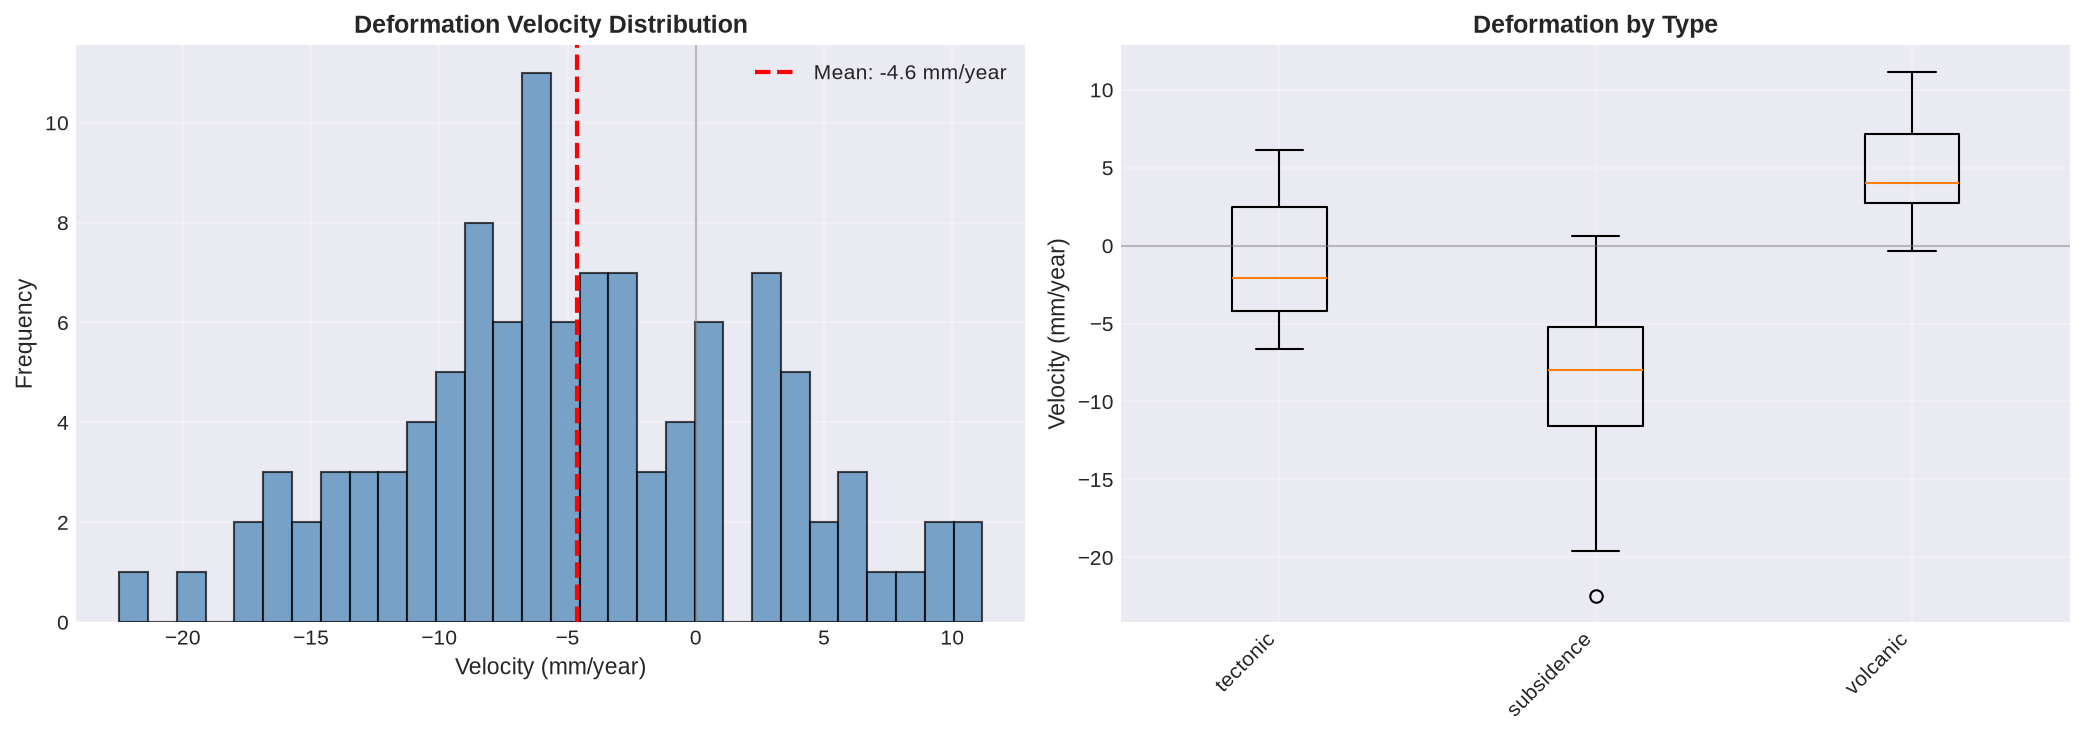 Deformation Velocity Distribution
Mean: -4.6 mm/year
Frequency
10
8
6
4
2
0
−20
−15
−10
−5
0
5
10
Velocity (mm/year)
Deformation by Type
Velocity (mm/year)
10
5
0
−5
−10
−15
−20
tectonic
subsidence
volcanic